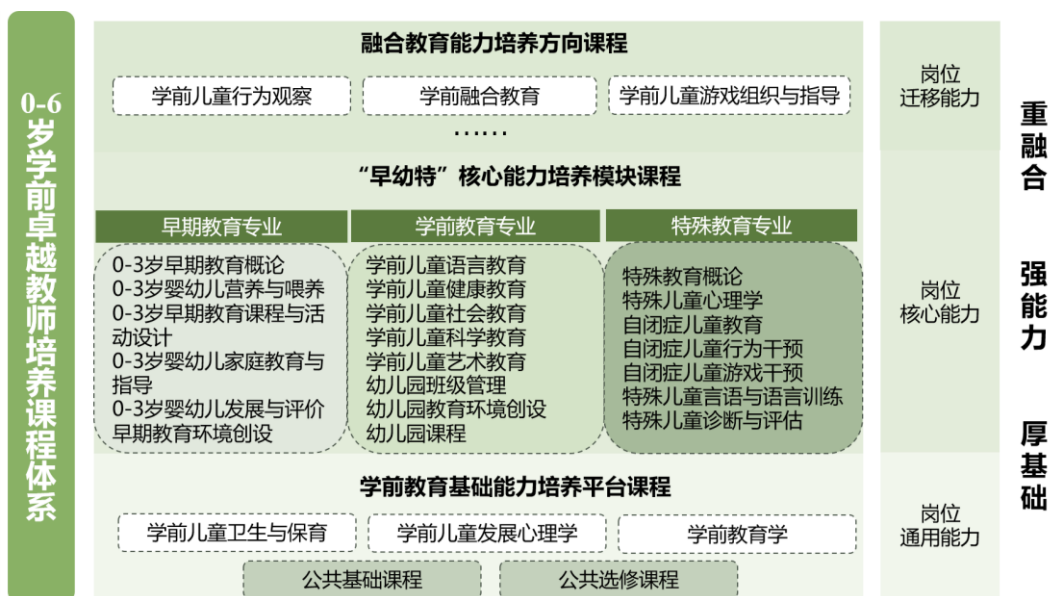 0-6岁学前卓越教师培养课程体系
融合教育能力培养方向课程
学前儿童行为观察
学前融合教育
学前儿童游戏组织与指导
……
岗位
迁移能力
“早幼特”核心能力培养模块课程
早期教育专业
0-3岁早期教育概论
0-3岁婴幼儿营养与喂养
0-3岁早期教育课程与活
动设计
0-3岁婴幼儿家庭教育与
指导
0-3岁婴幼儿发展与评价
早期教育环境创设
学前教育专业
学前儿童语言教育
学前儿童健康教育
学前儿童社会教育
学前儿童科学教育
学前儿童艺术教育
幼儿园班级管理
幼儿园教育环境创设
幼儿园课程
特殊教育专业
特殊教育概论
特殊儿童心理学
自闭症儿童教育
自闭症儿童行为干预
自闭症儿童游戏干预
特殊儿童言语与语言训练
特殊儿童诊断与评估
岗位
核心能力
学前教育基础能力培养平台课程
学前儿童卫生与保育
学前儿童发展心理学
学前教育学
公共基础课程
公共选修课程
岗位
通用能力
重融合
强能力
厚基础